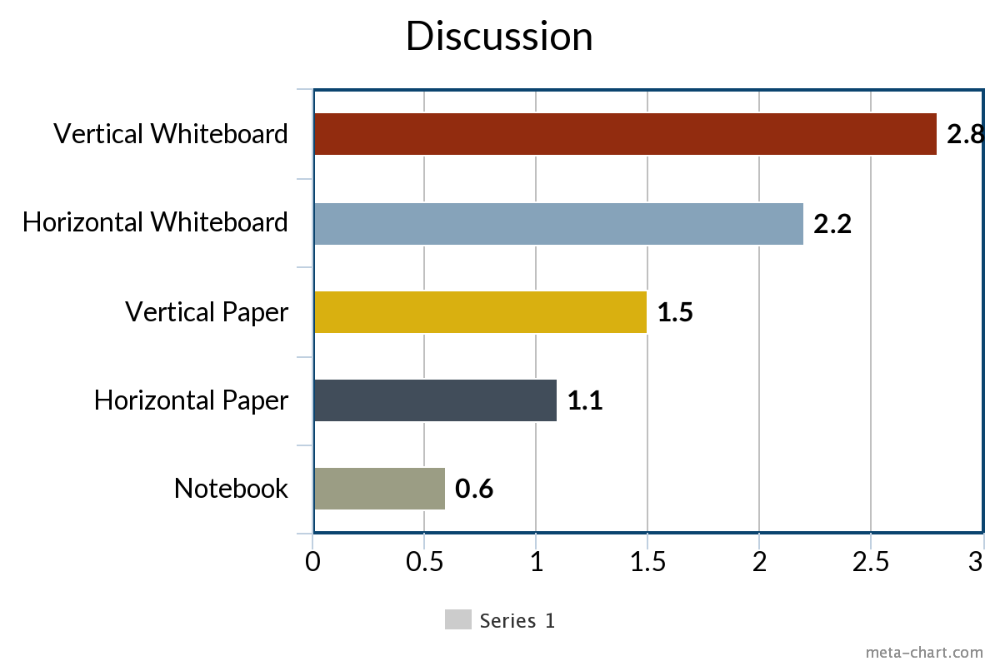 Discussion
Vertical Whiteboard 2.8
Horizontal Whiteboard 2.2
Vertical Paper 1.5
Horizontal Paper 1.1
Notebook 0.6
0 0.5 1 1.5 2 2.5 3
Series 1
meta-chart.com